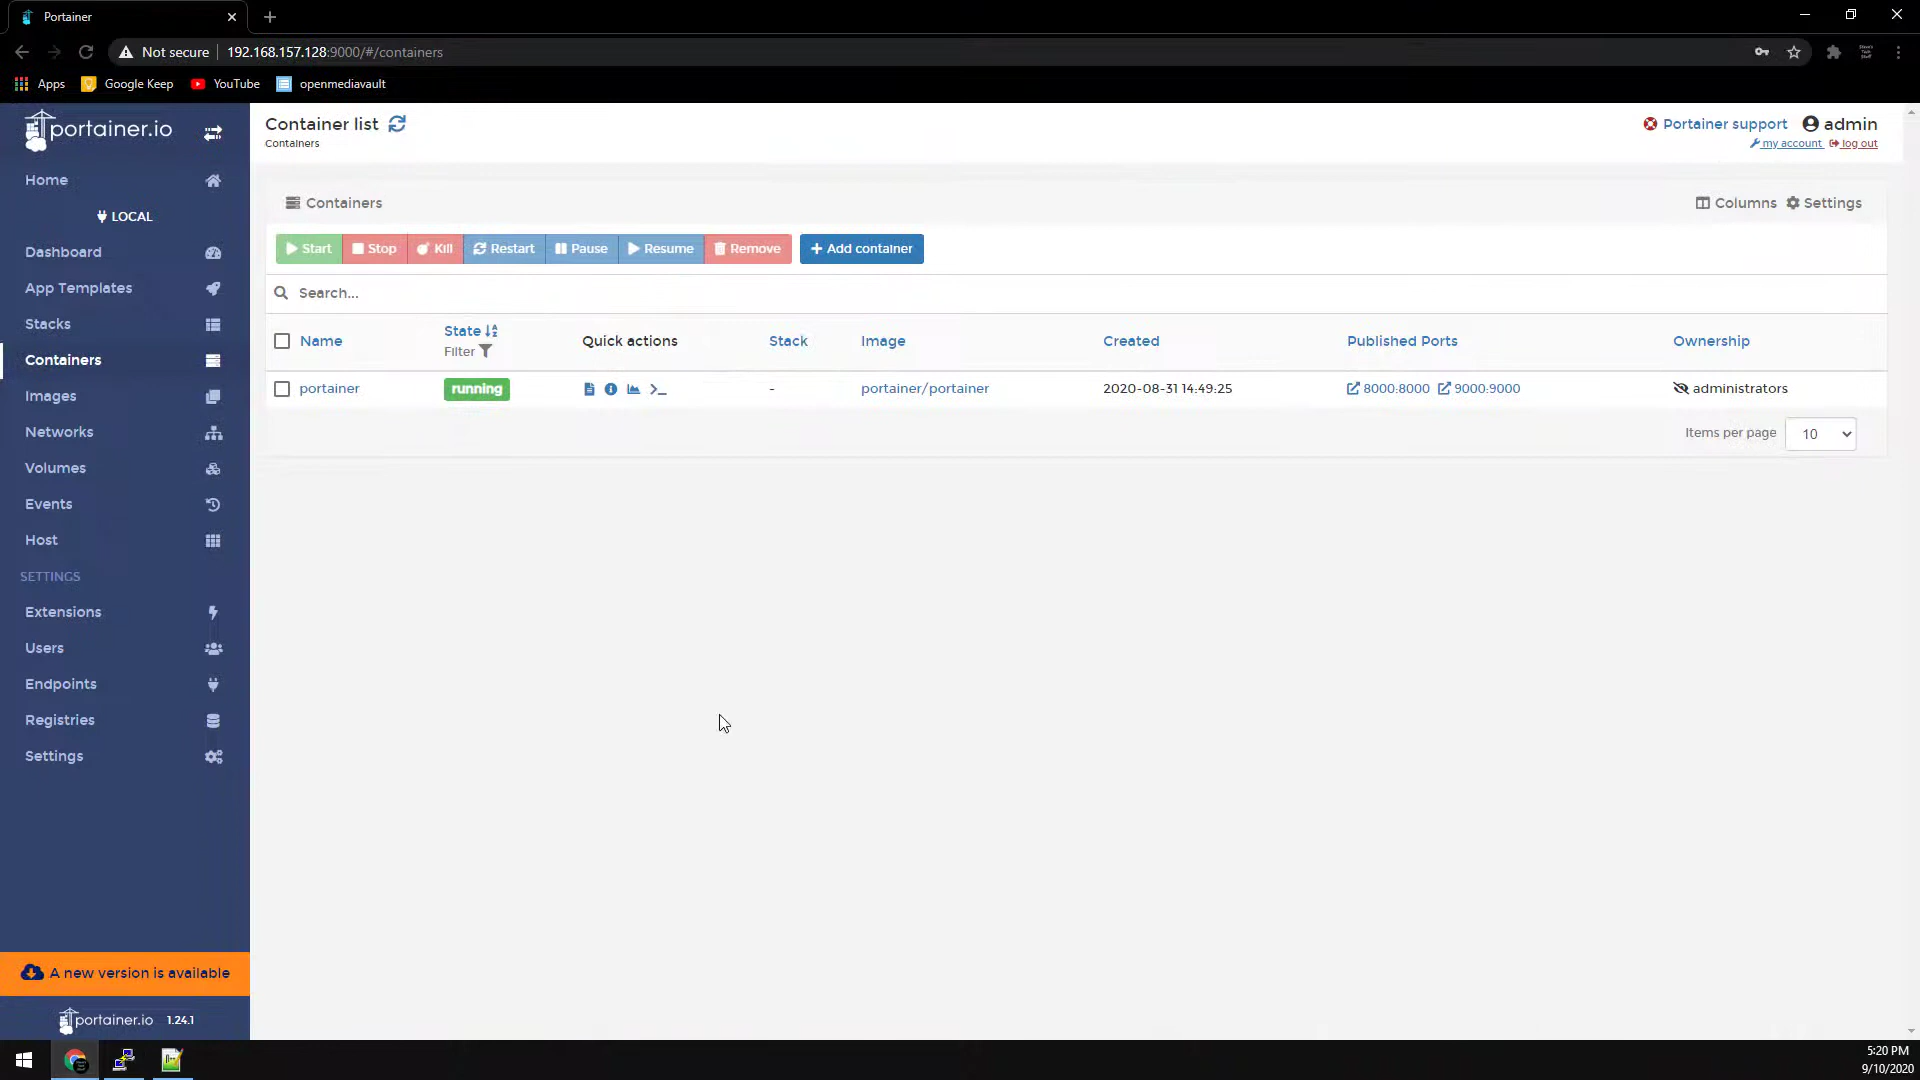 Portainer
Not secure 192.168.157.128:9000/#/containers
Apps Google Keep YouTube openmediavault
portainer.io
Home
LOCAL
Dashboard
App Templates
Stacks
Containers
Images
Networks
Volumes
Events
Host
SETTINGS
Extensions
Users
Endpoints
Registries
Settings
A new version is available
portainer.io 1.24.1
Container list
Containers
Portainer support admin
my account log out
Containers
Columns Settings
Start Stop Kill Restart Pause Resume Remove Add container
Search...
Name State Filter Quick actions Stack Image Created Published Ports Ownership
portainer running - portainer/portainer 2020-08-31 14:49:25 8000:8000 9000:9000 administrators
Items per page 10
5:20 PM
9/10/2020